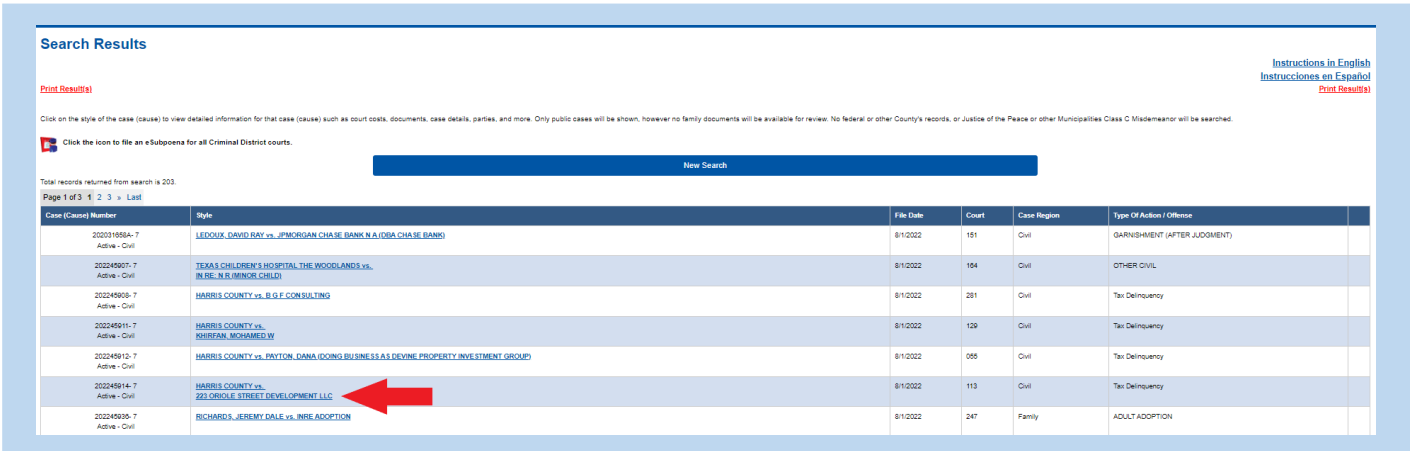 Search Results
Instructions in English
Instrucciones en Español
Print Result(s)
Print Result(s)
Click on the style of the case (cause) to view detailed information for that case (cause) such as court costs, documents, case details, parties, and more. Only public cases will be shown, however no family documents will be available for review. No federal or other County's records, or Justice of the Peace or other Municipalities Class C Misdemeanor will be searched.
Click the icon to file an eSubpoena for all Criminal District courts.
New Search
Total records returned from search is 203.
Page 1 of 3 1 2 3 » Last
Case (Cause) Number Style File Date Court Case Region Type Of Action / Offense
202031658A- 7 LEDOUX, DAVID RAY vs. JPMORGAN CHASE BANK N A (DBA CHASE BANK) 8/1/2022 151 Civil GARNISHMENT (AFTER JUDGMENT)
Active - Civil
202245907- 7 TEXAS CHILDREN'S HOSPITAL THE WOODLANDS vs. 8/1/2022 164 Civil OTHER CIVIL
Active - Civil IN RE: N R (MINOR CHILD)
202245908- 7 HARRIS COUNTY vs. B G F CONSULTING 8/1/2022 281 Civil Tax Delinquency
Active - Civil
202245911- 7 HARRIS COUNTY vs. 8/1/2022 129 Civil Tax Delinquency
Active - Civil KHIRFAN, MOHAMED W
202245912- 7 HARRIS COUNTY vs. PAYTON, DANA (DOING BUSINESS AS DEVINE PROPERTY INVESTMENT GROUP) 8/1/2022 055 Civil Tax Delinquency
Active - Civil
202245914- 7 HARRIS COUNTY vs. 8/1/2022 113 Civil Tax Delinquency
Active - Civil 223 ORIOLE STREET DEVELOPMENT LLC
202245936- 7 RICHARDS, JEREMY DALE vs. INRE ADOPTION 8/1/2022 247 Family ADULT ADOPTION
Active - Civil